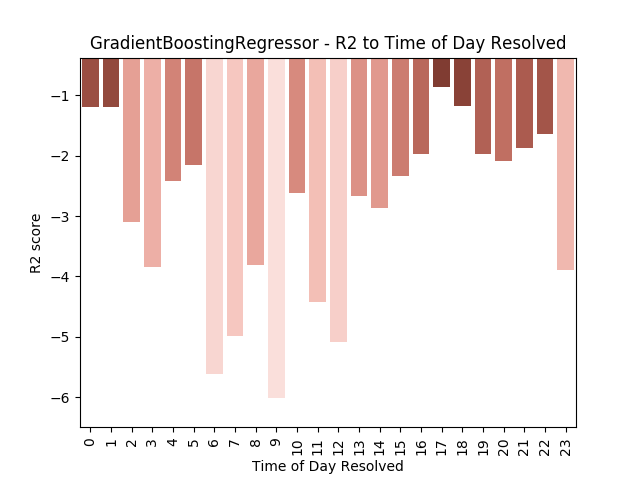 GradientBoostingRegressor - R2 to Time of Day Resolved
−1
−2
−3
−4
−5
−6
R2 score
0 1 2 3 4 5 6 7 8 9 10 11 12 13 14 15 16 17 18 19 20 21 22 23
Time of Day Resolved